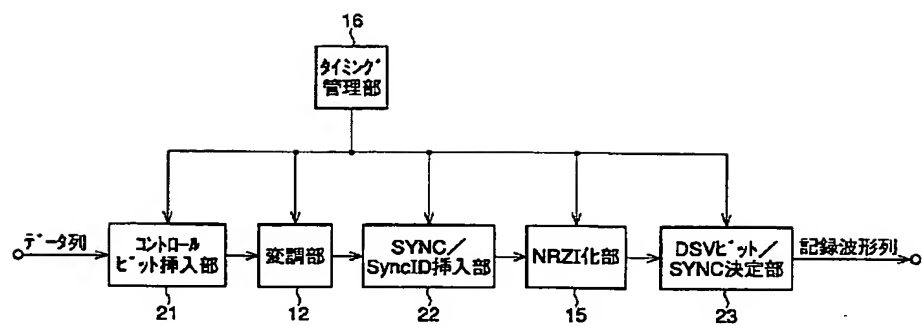 16
タイミング
管理部
データ列
コントロール
ビット挿入部
変調部
SYNC／
SyncID挿入部
NRZI化部
DSVビット／
SYNC決定部
記録波形列
21
12
22
15
23